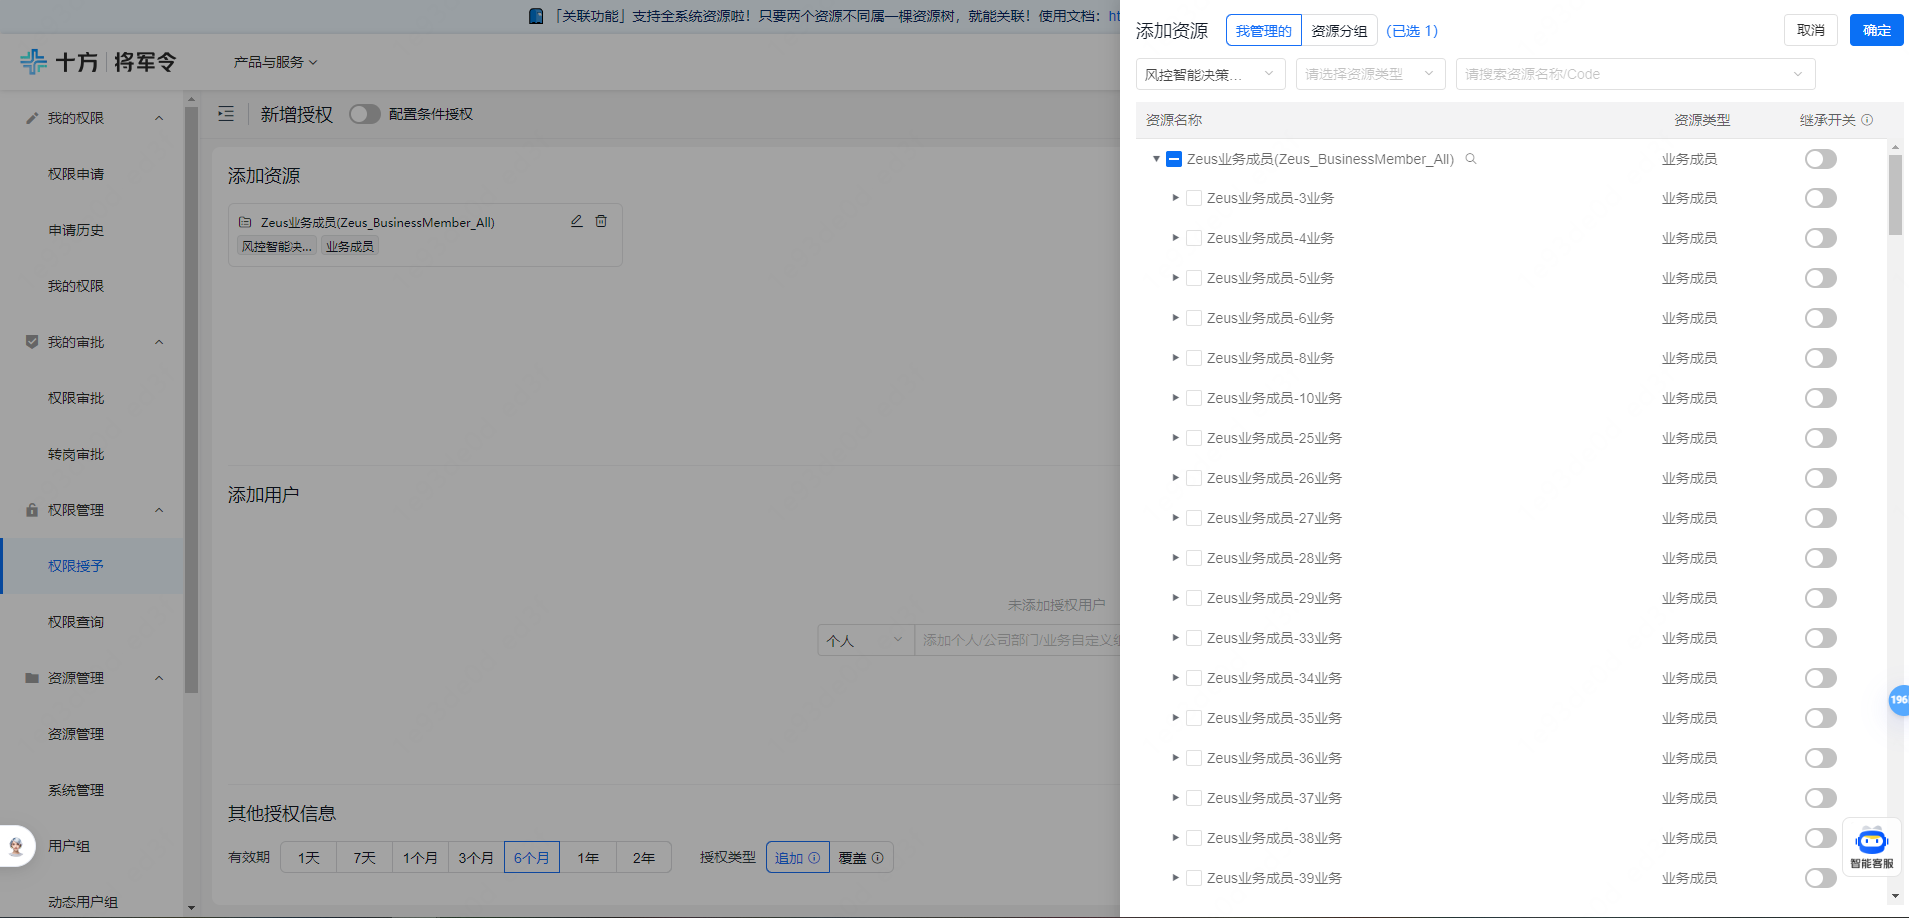 「关联功能」支持全系统资源啦！只要两个资源不同属一棵资源树，就能关联！使用文档：ht
十方 将军令
产品与服务
我的权限
权限申请
申请历史
我的权限
我的审批
权限审批
转岗审批
权限管理
权限授予
权限查询
资源管理
资源管理
系统管理
用户组
动态用户组
新增授权 配置条件授权
添加资源
Zeus业务成员(Zeus_BusinessMember_All)
风控智能决... 业务成员
添加用户
未添加授权用户
个人 添加个人/公司部门/业务自定义
其他授权信息
有效期 1天 7天 1个月 3个月 6个月 1年 2年 授权类型 追加 覆盖
添加资源 我管理的 资源分组 (已选 1) 取消 确定
风控智能决策... 请选择资源类型 请搜索资源名称/Code
资源名称 资源类型 继承开关
Zeus业务成员(Zeus_BusinessMember_All) 业务成员
Zeus业务成员-3业务 业务成员
Zeus业务成员-4业务 业务成员
Zeus业务成员-5业务 业务成员
Zeus业务成员-6业务 业务成员
Zeus业务成员-8业务 业务成员
Zeus业务成员-10业务 业务成员
Zeus业务成员-25业务 业务成员
Zeus业务成员-26业务 业务成员
Zeus业务成员-27业务 业务成员
Zeus业务成员-28业务 业务成员
Zeus业务成员-29业务 业务成员
Zeus业务成员-33业务 业务成员
Zeus业务成员-34业务 业务成员
Zeus业务成员-35业务 业务成员
Zeus业务成员-36业务 业务成员
Zeus业务成员-37业务 业务成员
Zeus业务成员-38业务 业务成员
Zeus业务成员-39业务 业务成员
196
智能客服